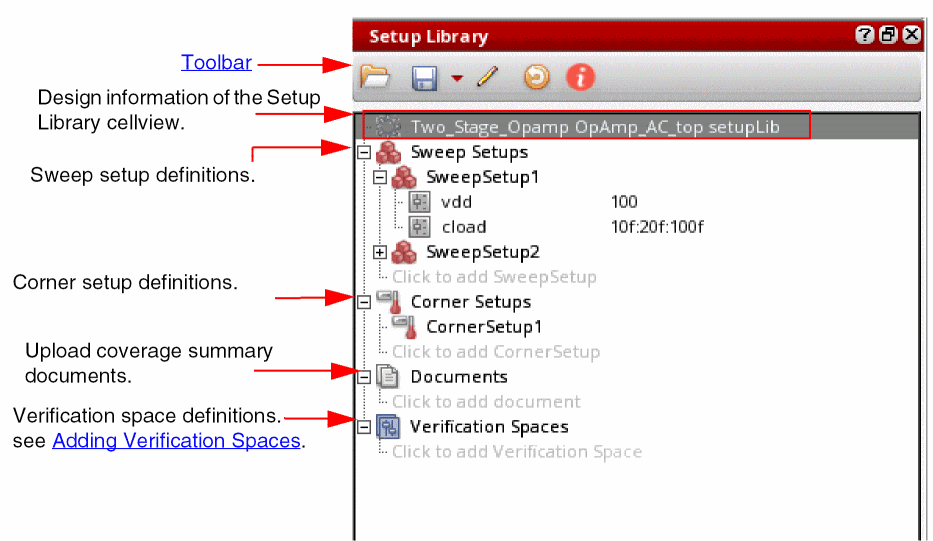 Setup Library
Toolbar
Design information of the Setup
Library cellview.
Two_Stage_Opamp OpAmp_AC_top setupLib
Sweep Setups
Sweep setup definitions.
SweepSetup1
vdd 100
cload 10f:20f:100f
SweepSetup2
Click to add SweepSetup
Corner setup definitions.
Corner Setups
CornerSetup1
Click to add CornerSetup
Upload coverage summary
documents.
Documents
Click to add document
Verification space definitions.
see Adding Verification Spaces.
Verification Spaces
Click to add Verification Space